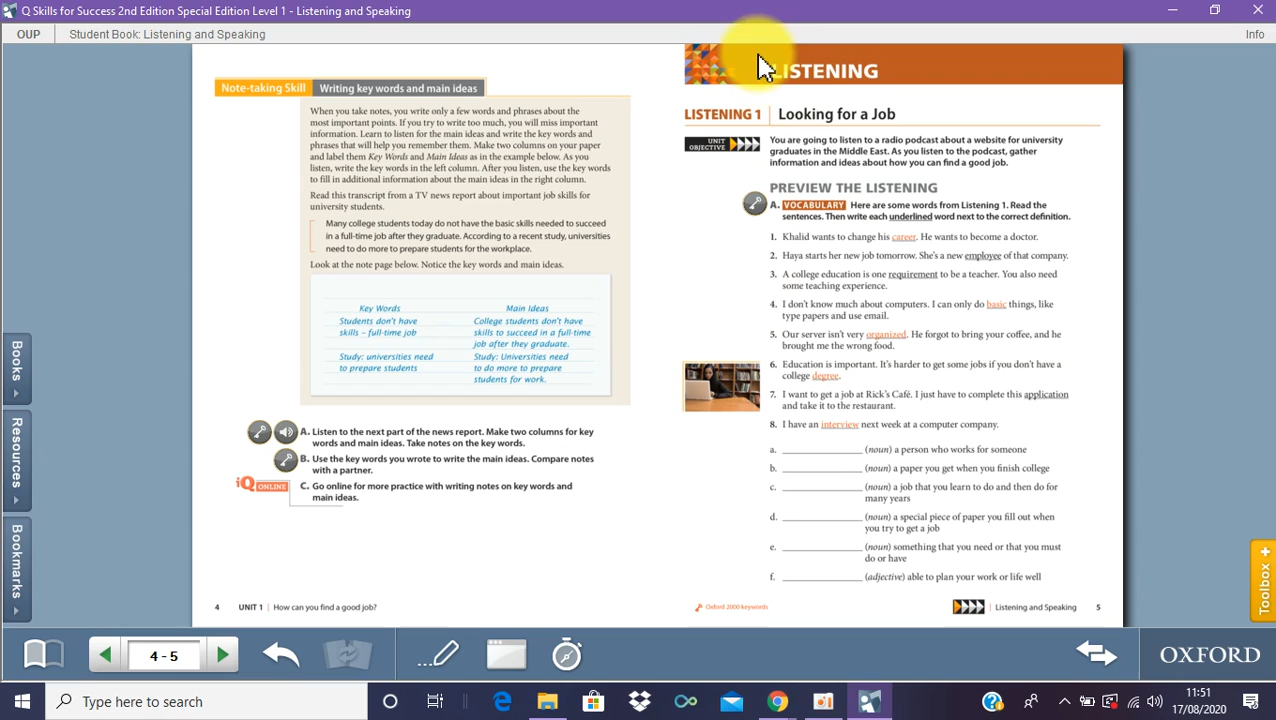 Q Skills for Success 2nd Edition Special Edition Level 1 - Listening and Speaking
OUP
Student Book: Listening and Speaking
Info
Note-taking Skill
Writing key words and main ideas
When you take notes, you write only a few words and phrases about the
most important points. If you try to write too much, you will miss important
information. Learn to listen for the main ideas and write the key words and
phrases that will help you remember them. Make two columns on your paper
and label them Key Words and Main Ideas as in the example below. As you
listen, write the key words in the left column. After you listen, use the key words
to fill in additional information about the main ideas in the right column.
Read this transcript from a TV news report about important job skills for
university students.
Many college students today do not have the basic skills needed to succeed
in a full-time job after they graduate. According to a recent study, universities
need to do more to prepare students for the workplace.
Look at the note page below. Notice the key words and main ideas.
Key Words
Students don't have
skills – full-time job
Study: universities need
to prepare students
Main Ideas
College students don't have
skills to succeed in a full-time
job after they graduate.
Study: Universities need
to do more to prepare
students for work.
A. Listen to the next part of the news report. Make two columns for key
words and main ideas. Take notes on the key words.
B. Use the key words you wrote to write the main ideas. Compare notes
with a partner.
iQ ONLINE
C. Go online for more practice with writing notes on key words and
main ideas.
4 UNIT 1 | How can you find a good job?
LISTENING
LISTENING 1 | Looking for a Job
UNIT
OBJECTIVE
You are going to listen to a radio podcast about a website for university
graduates in the Middle East. As you listen to the podcast, gather
information and ideas about how you can find a good job.
PREVIEW THE LISTENING
A. VOCABULARY Here are some words from Listening 1. Read the
sentences. Then write each underlined word next to the correct definition.
1. Khalid wants to change his career. He wants to become a doctor.
2. Haya starts her new job tomorrow. She's a new employee of that company.
3. A college education is one requirement to be a teacher. You also need
some teaching experience.
4. I don't know much about computers. I can only do basic things, like
type papers and use email.
5. Our server isn't very organized. He forgot to bring your coffee, and he
brought me the wrong food.
6. Education is important. It's harder to get some jobs if you don't have a
college degree.
7. I want to get a job at Rick's Café. I just have to complete this application
and take it to the restaurant.
8. I have an interview next week at a computer company.
a. ______________ (noun) a person who works for someone
b. ______________ (noun) a paper you get when you finish college
c. ______________ (noun) a job that you learn to do and then do for
many years
d. ______________ (noun) a special piece of paper you fill out when
you try to get a job
e. ______________ (noun) something that you need or that you must
do or have
f. ______________ (adjective) able to plan your work or life well
Oxford 2000 keywords
| Listening and Speaking 5
Books
Resources
Bookmarks
Toolbox
4 - 5
OXFORD
Type here to search
11:51
17/08/2020